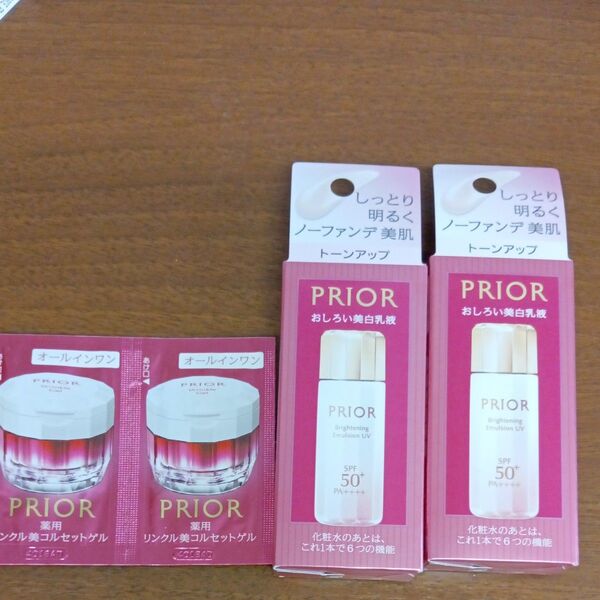 オールインワン
あけ口
PRIOR
PRIOR
薬用
リンクル美コルセットゲル
オールインワン
あけ口
PRIOR
PRIOR
薬用
リンクル美コルセットゲル
しっとり
明るく
ノーファンデ 美肌
トーンアップ
PRIOR
おしろい美白乳液
PRIOR
Brightening
Emulsion UV
SPF
50+
PA++++
化粧水のあとは、
これ1本で6つの機能
しっとり
明るく
ノーファンデ 美肌
トーンアップ
PRIOR
おしろい美白乳液
PRIOR
Brightening
Emulsion UV
SPF
50+
PA++++
化粧水のあとは、
これ1本で6つの機能